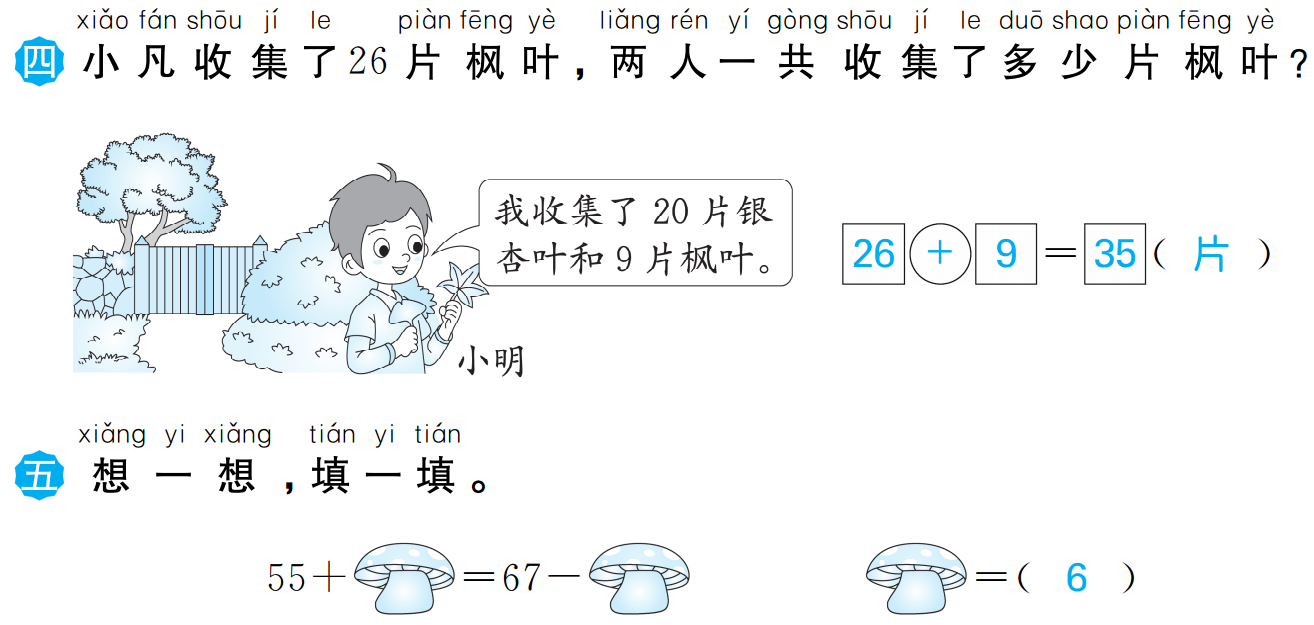 xiǎo fán shōu jí le piàn fēng yè liǎng rén yí gòng shōu jí le duō shao piàn fēng yè
四 小凡收集了26片枫叶，两人一共收集了多少片枫叶？
我收集了 20 片银
杏叶和 9 片枫叶。
26 + 9 = 35 ( 片 )
小明
xiǎng yi xiǎng tián yi tián
五 想一想，填一填。
55+ =67- =( 6 )